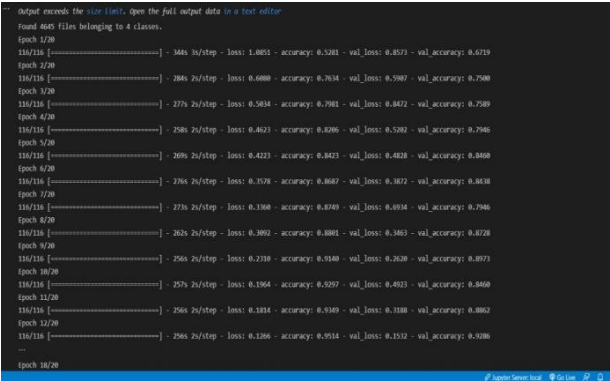 ... Output exceeds the size limit. Open the full output data in a text editor
Found 4645 files belonging to 4 classes.
Epoch 1/20
116/116 [==============================] - 344s 3s/step - loss: 1.0851 - accuracy: 0.5281 - val_loss: 0.8573 - val_accuracy: 0.6719
Epoch 2/20
116/116 [==============================] - 284s 2s/step - loss: 0.6080 - accuracy: 0.7634 - val_loss: 0.5907 - val_accuracy: 0.7500
Epoch 3/20
116/116 [==============================] - 277s 2s/step - loss: 0.5034 - accuracy: 0.7981 - val_loss: 0.8472 - val_accuracy: 0.7589
Epoch 4/20
116/116 [==============================] - 258s 2s/step - loss: 0.4623 - accuracy: 0.8206 - val_loss: 0.5202 - val_accuracy: 0.7946
Epoch 5/20
116/116 [==============================] - 269s 2s/step - loss: 0.4223 - accuracy: 0.8423 - val_loss: 0.4828 - val_accuracy: 0.8460
Epoch 6/20
116/116 [==============================] - 276s 2s/step - loss: 0.3578 - accuracy: 0.8687 - val_loss: 0.3872 - val_accuracy: 0.8438
Epoch 7/20
116/116 [==============================] - 273s 2s/step - loss: 0.3360 - accuracy: 0.8749 - val_loss: 0.6934 - val_accuracy: 0.7946
Epoch 8/20
116/116 [==============================] - 262s 2s/step - loss: 0.3092 - accuracy: 0.8801 - val_loss: 0.3463 - val_accuracy: 0.8728
Epoch 9/20
116/116 [==============================] - 256s 2s/step - loss: 0.2310 - accuracy: 0.9140 - val_loss: 0.2620 - val_accuracy: 0.8973
Epoch 10/20
116/116 [==============================] - 257s 2s/step - loss: 0.1964 - accuracy: 0.9297 - val_loss: 0.4923 - val_accuracy: 0.8460
Epoch 11/20
116/116 [==============================] - 256s 2s/step - loss: 0.1814 - accuracy: 0.9349 - val_loss: 0.3188 - val_accuracy: 0.8862
Epoch 12/20
116/116 [==============================] - 256s 2s/step - loss: 0.1266 - accuracy: 0.9514 - val_loss: 0.1532 - val_accuracy: 0.9286
...
Epoch 18/20
Jupyter Server: local Go Live